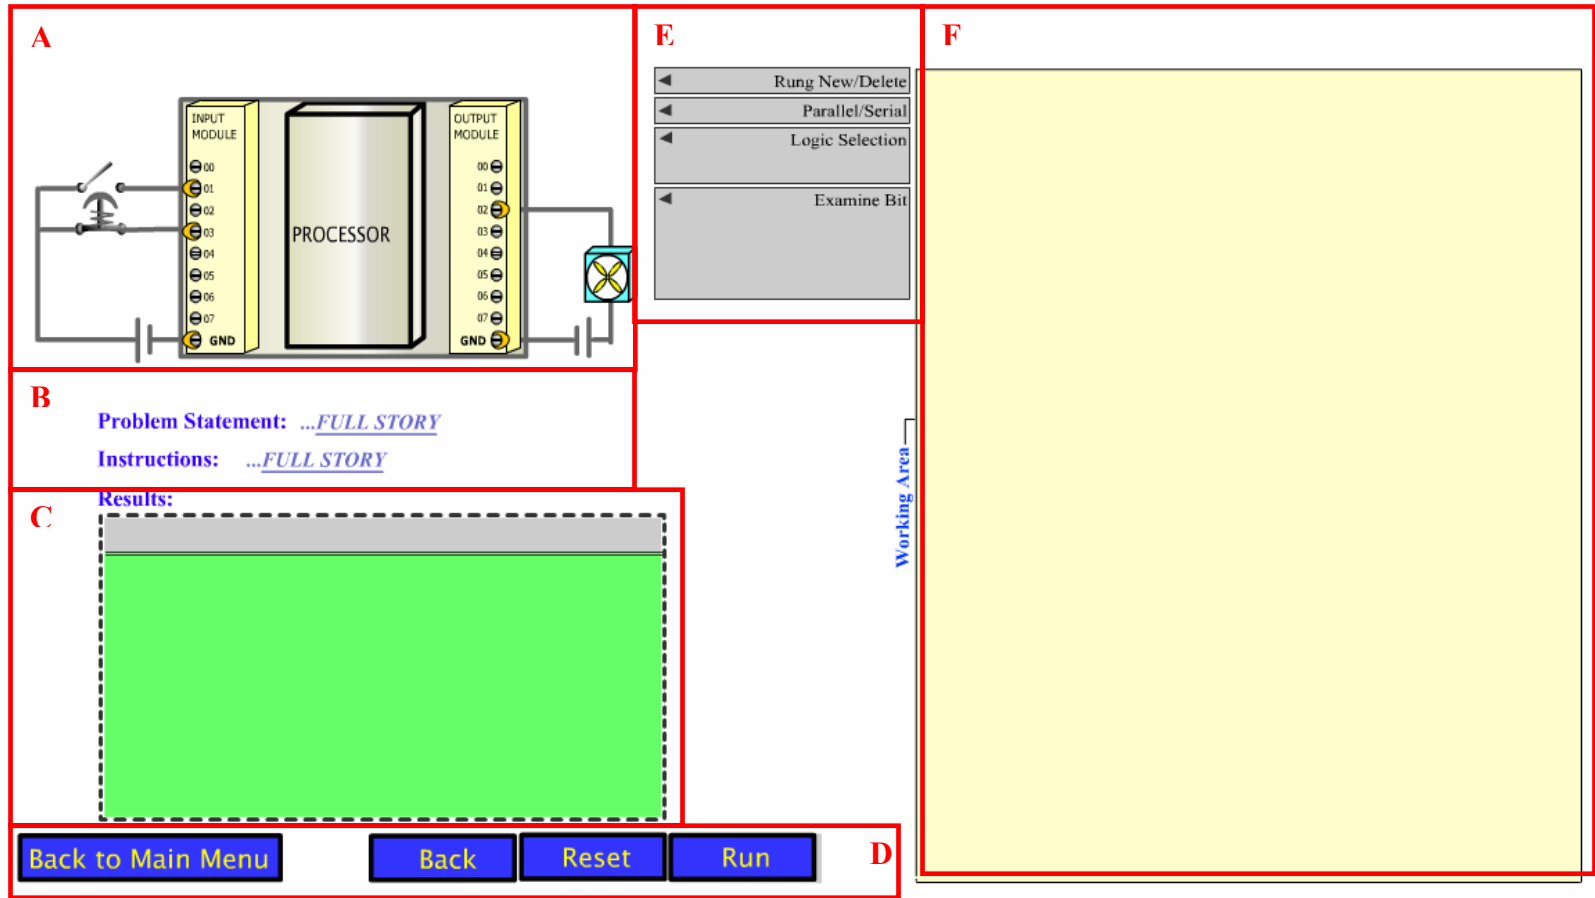 A
INPUT
MODULE
00
01
02
03
04
05
06
07
GND
PROCESSOR
OUTPUT
MODULE
00
01
02
03
04
05
06
07
GND
B
Problem Statement: ...FULL STORY
Instructions: ...FULL STORY
C
Results:
Back to Main Menu
Back
Reset
Run
D
E
Rung New/Delete
Parallel/Serial
Logic Selection
Examine Bit
F
Working Area